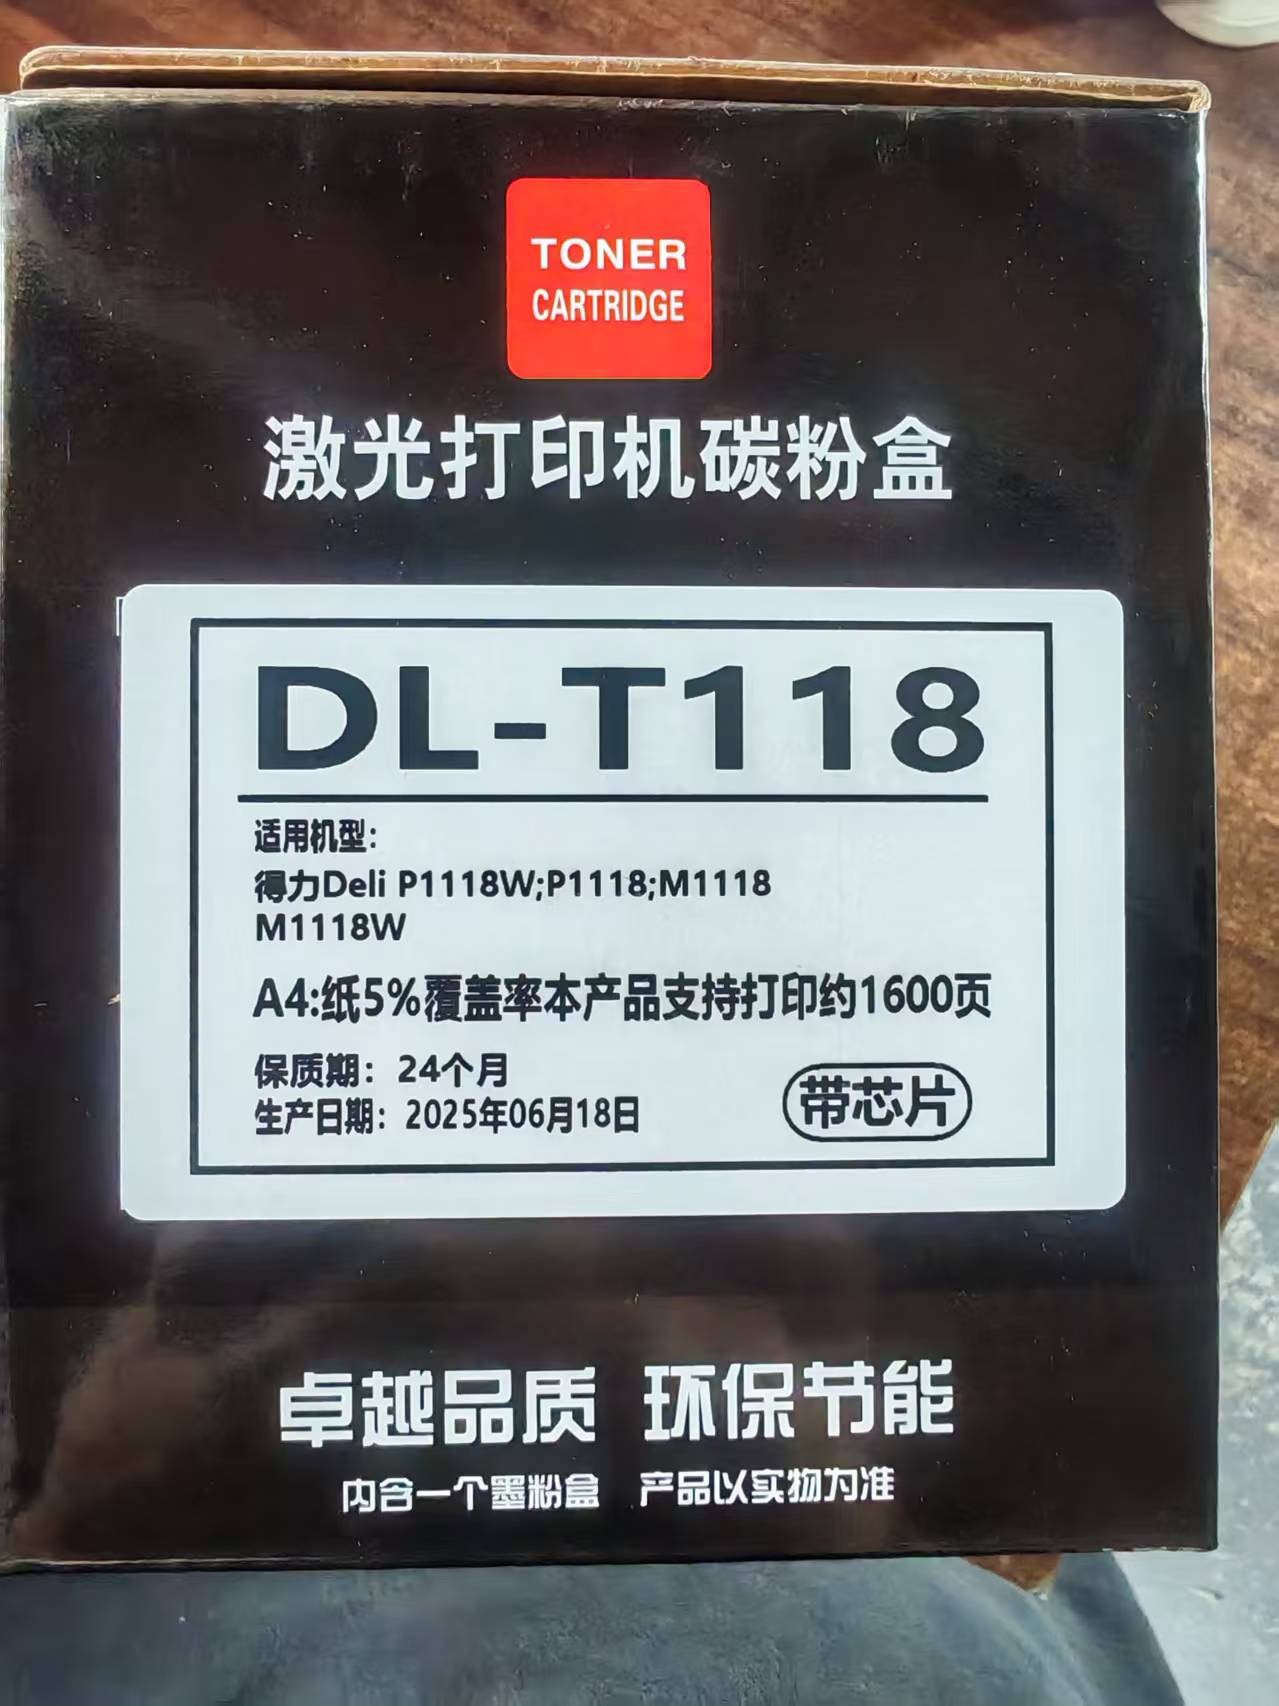 TONER
CARTRIDGE
激光打印机碳粉盒
DL-T118
适用机型：
得力Deli P1118W;P1118;M1118
M1118W
A4:纸5%覆盖率本产品支持打印约1600页
保质期：24个月
生产日期：2025年06月18日
带芯片
卓越品质 环保节能
内含一个墨粉盒 产品以实物为准